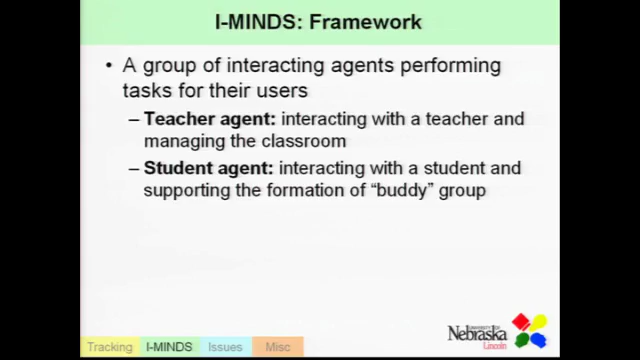 I-MINDS: Framework
• A group of interacting agents performing
tasks for their users
– Teacher agent: interacting with a teacher and
managing the classroom
– Student agent: interacting with a student and
supporting the formation of “buddy” group
UNIVERSITY OF
Nebraska
Lincoln
Tracking
I-MINDS
Issues
Misc